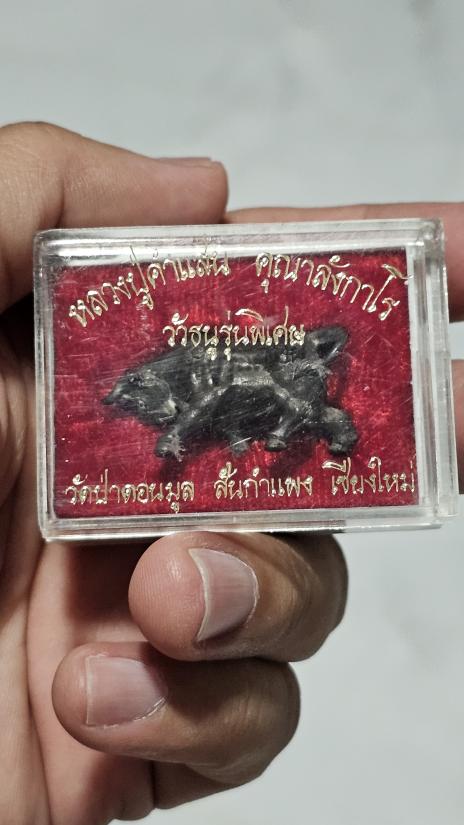 หลวงปู่คำแสน คุณาลังกาโร
วัวธนูรุ่นพิเศษ
วัดป่าดอนมูล สันกำแพง เชียงใหม่